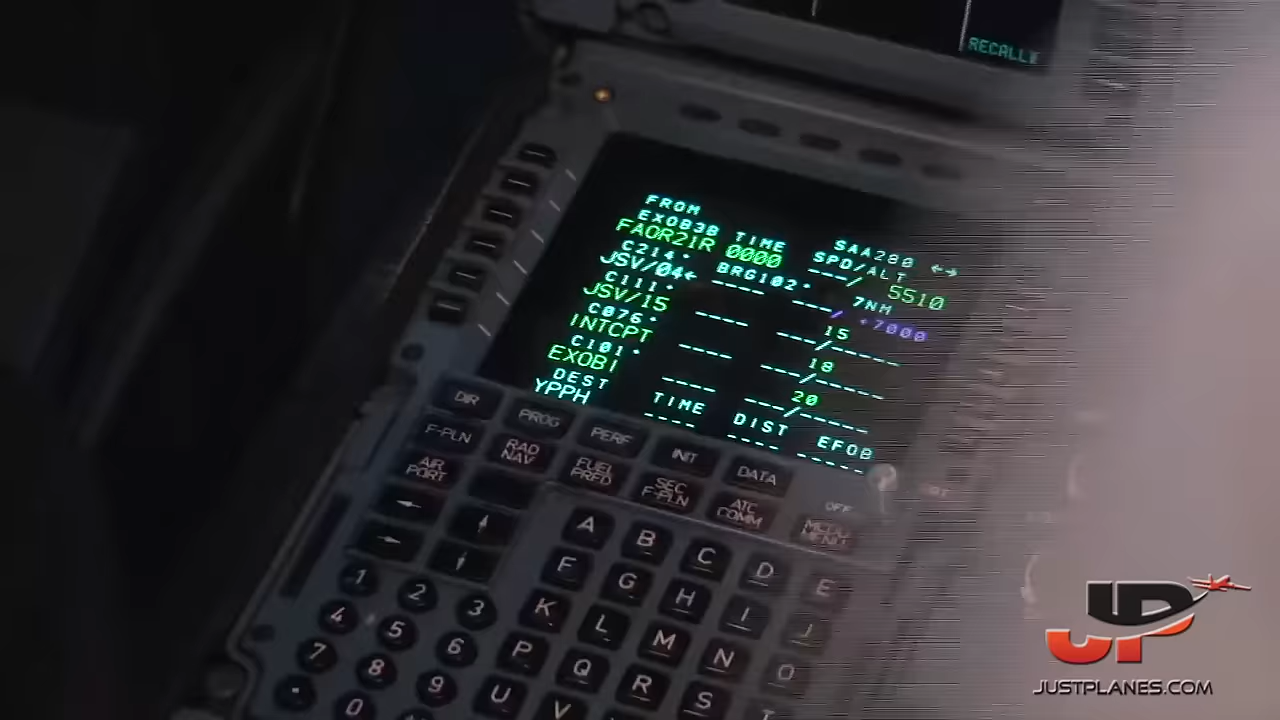 RECALL
FROM SAA280 ←→
EXOB3B TIME SPD/ALT
FAOR21R 0000 ---/ 5510
C214° BRG102° 7NM
JSV/04← ---- ---/ +7000
C111° 15
JSV/15 ---- ---/-----
C076° 18
INTCPT ---- ---/-----
C101° 20
EXOBI ---- ---/-----
DEST TIME DIST EFOB
YPPH ---- ---- -----
DIR PROG PERF INIT DATA OFF
F-PLN RAD NAV FUEL PRED SEC F-PLN ATC COMM MCDU MENU
AIR PORT
← ↑
→ ↓
A B C D E
F G H I J
K L M N O
P Q R S T
U V
1 2 3
4 5 6
7 8 9
. 0
JP
JUSTPLANES.COM